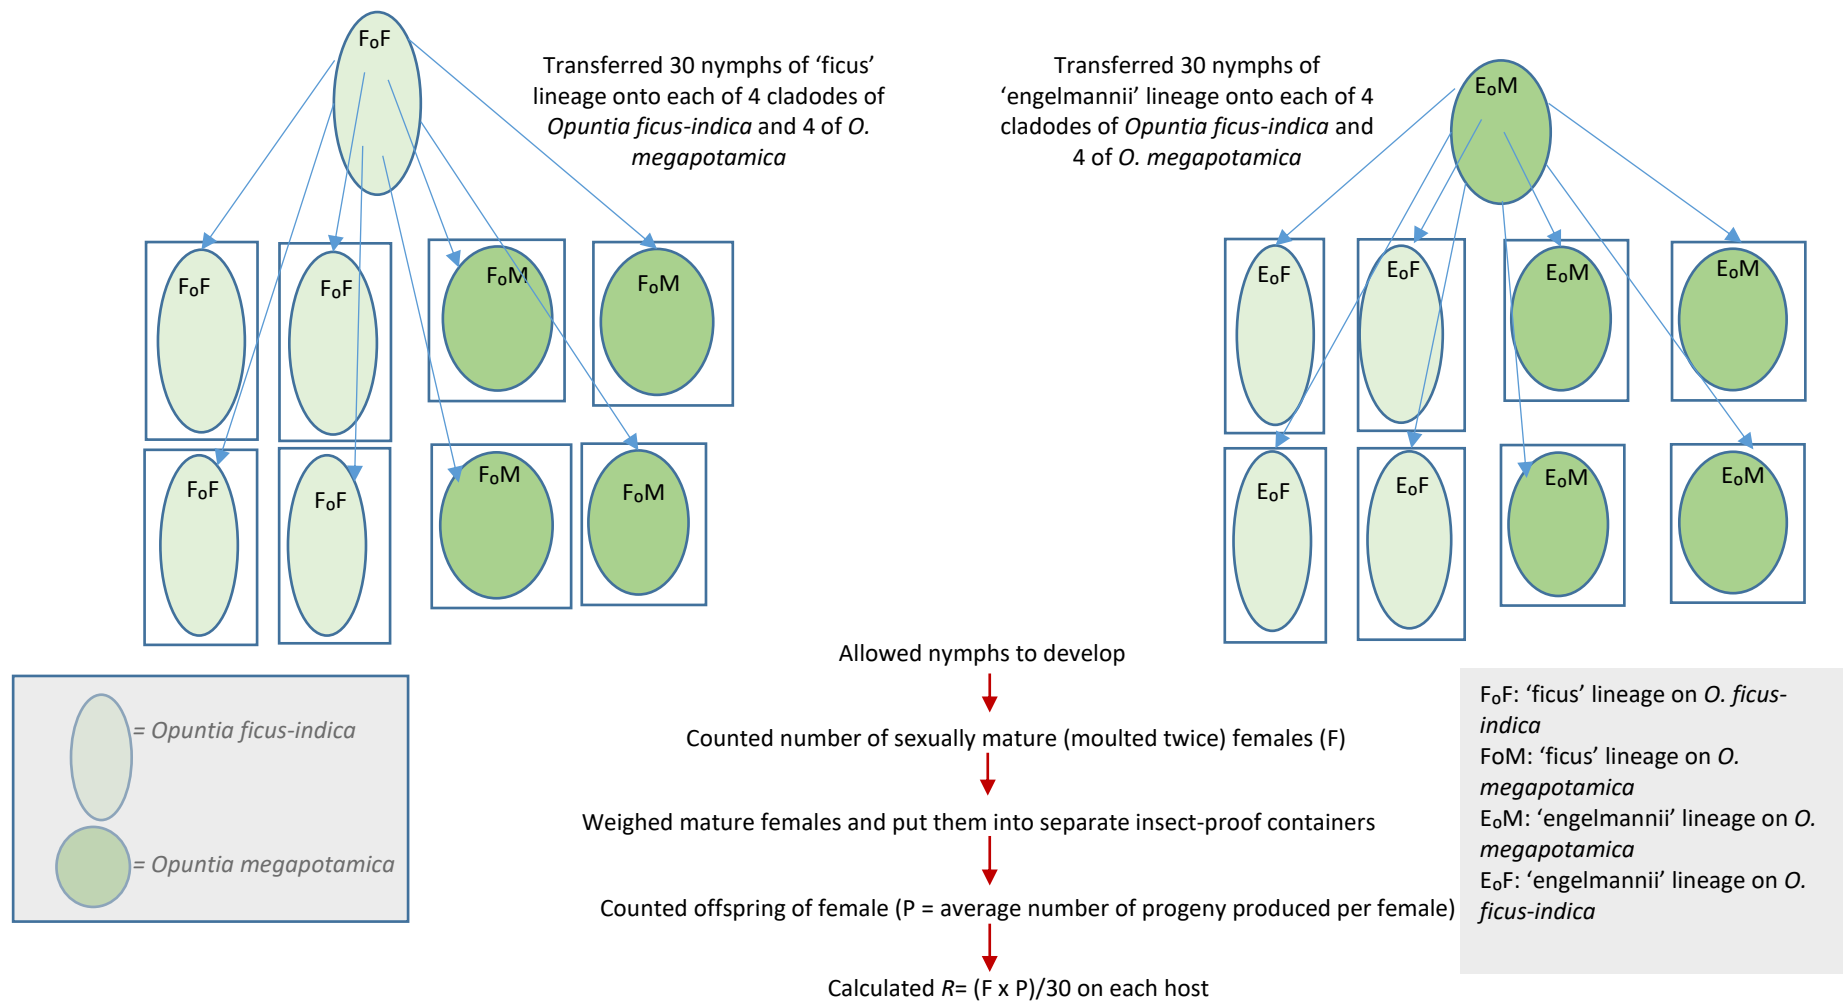 FₒF
Transferred 30 nymphs of ‘ficus’
lineage onto each of 4 cladodes of
Opuntia ficus-indica and 4 of O.
megapotamica
Transferred 30 nymphs of
‘engelmannii’ lineage onto each of 4
cladodes of Opuntia ficus-indica and
4 of O. megapotamica
EₒM
FₒF
FₒF
FₒM
FₒM
EₒF
EₒF
EₒM
EₒM
FₒF
FₒF
FₒM
FₒM
EₒF
EₒF
EₒM
EₒM
Allowed nymphs to develop
Counted number of sexually mature (moulted twice) females (F)
Weighed mature females and put them into separate insect-proof containers
Counted offspring of female (P = average number of progeny produced per female)
Calculated R= (F x P)/30 on each host
= Opuntia ficus-indica
= Opuntia megapotamica
FₒF: ‘ficus’ lineage on O. ficus-
indica
FoM: ‘ficus’ lineage on O.
megapotamica
EₒM: ‘engelmannii’ lineage on O.
megapotamica
EₒF: ‘engelmannii’ lineage on O.
ficus-indica